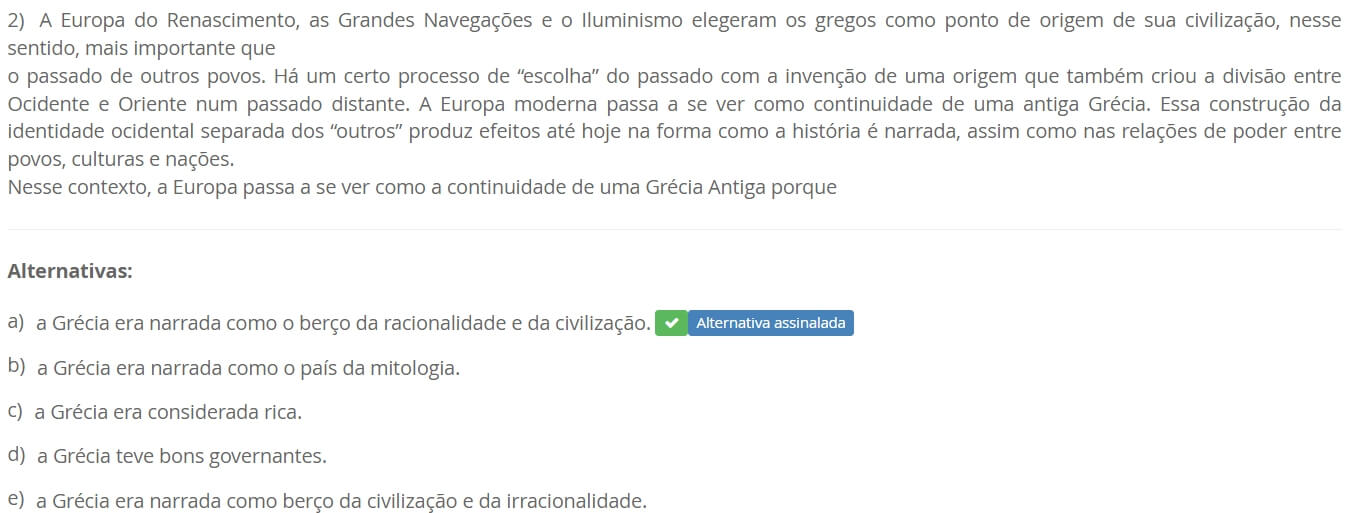 2) A Europa do Renascimento, as Grandes Navegações e o Iluminismo elegeram os gregos como ponto de origem de sua civilização, nesse
sentido, mais importante que
o passado de outros povos. Há um certo processo de “escolha” do passado com a invenção de uma origem que também criou a divisão entre
Ocidente e Oriente num passado distante. A Europa moderna passa a se ver como continuidade de uma antiga Grécia. Essa construção da
identidade ocidental separada dos “outros” produz efeitos até hoje na forma como a história é narrada, assim como nas relações de poder entre
povos, culturas e nações.
Nesse contexto, a Europa passa a se ver como a continuidade de uma Grécia Antiga porque
Alternativas:
a) a Grécia era narrada como o berço da racionalidade e da civilização. Alternativa assinalada
b) a Grécia era narrada como o país da mitologia.
c) a Grécia era considerada rica.
d) a Grécia teve bons governantes.
e) a Grécia era narrada como berço da civilização e da irracionalidade.